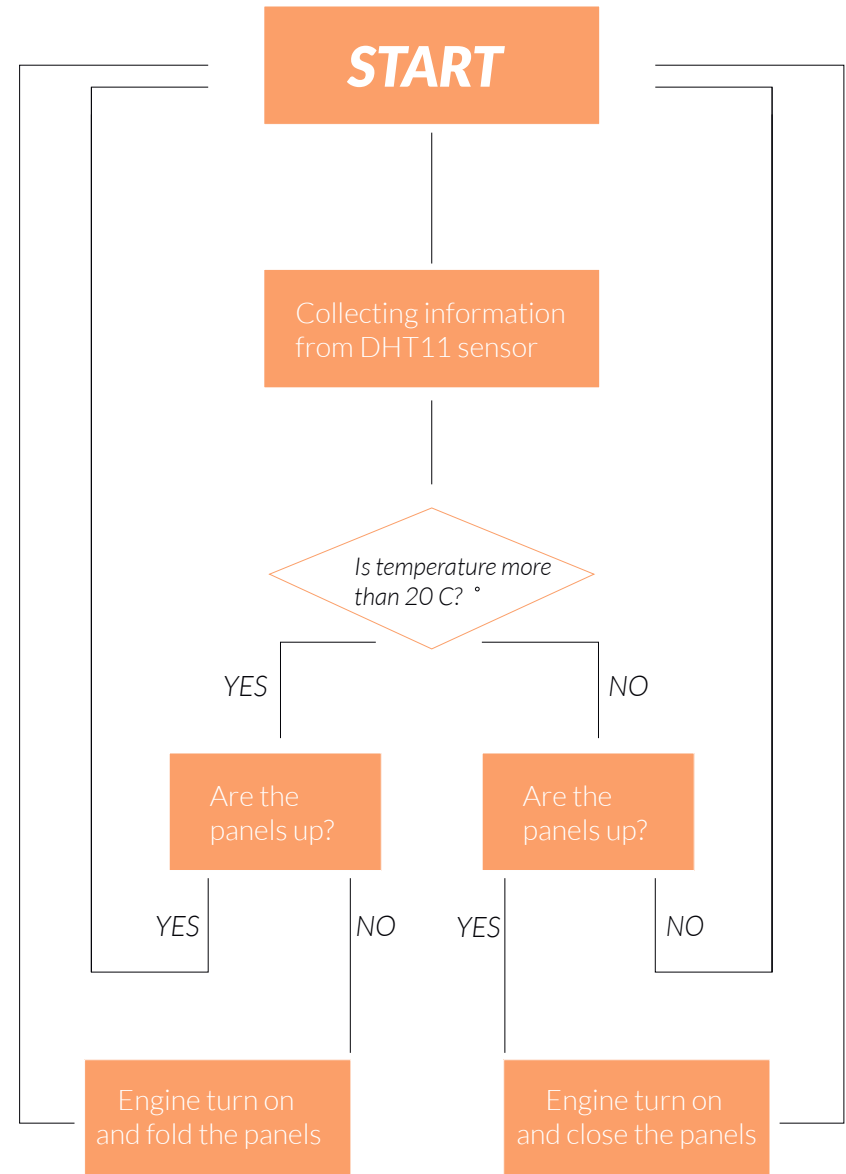 START
Collecting information
from DHT11 sensor
Is temperature more
than 20 C? °
YES
NO
Are the
panels up?
Are the
panels up?
YES
NO
YES
NO
Engine turn on
and fold the panels
Engine turn on
and close the panels